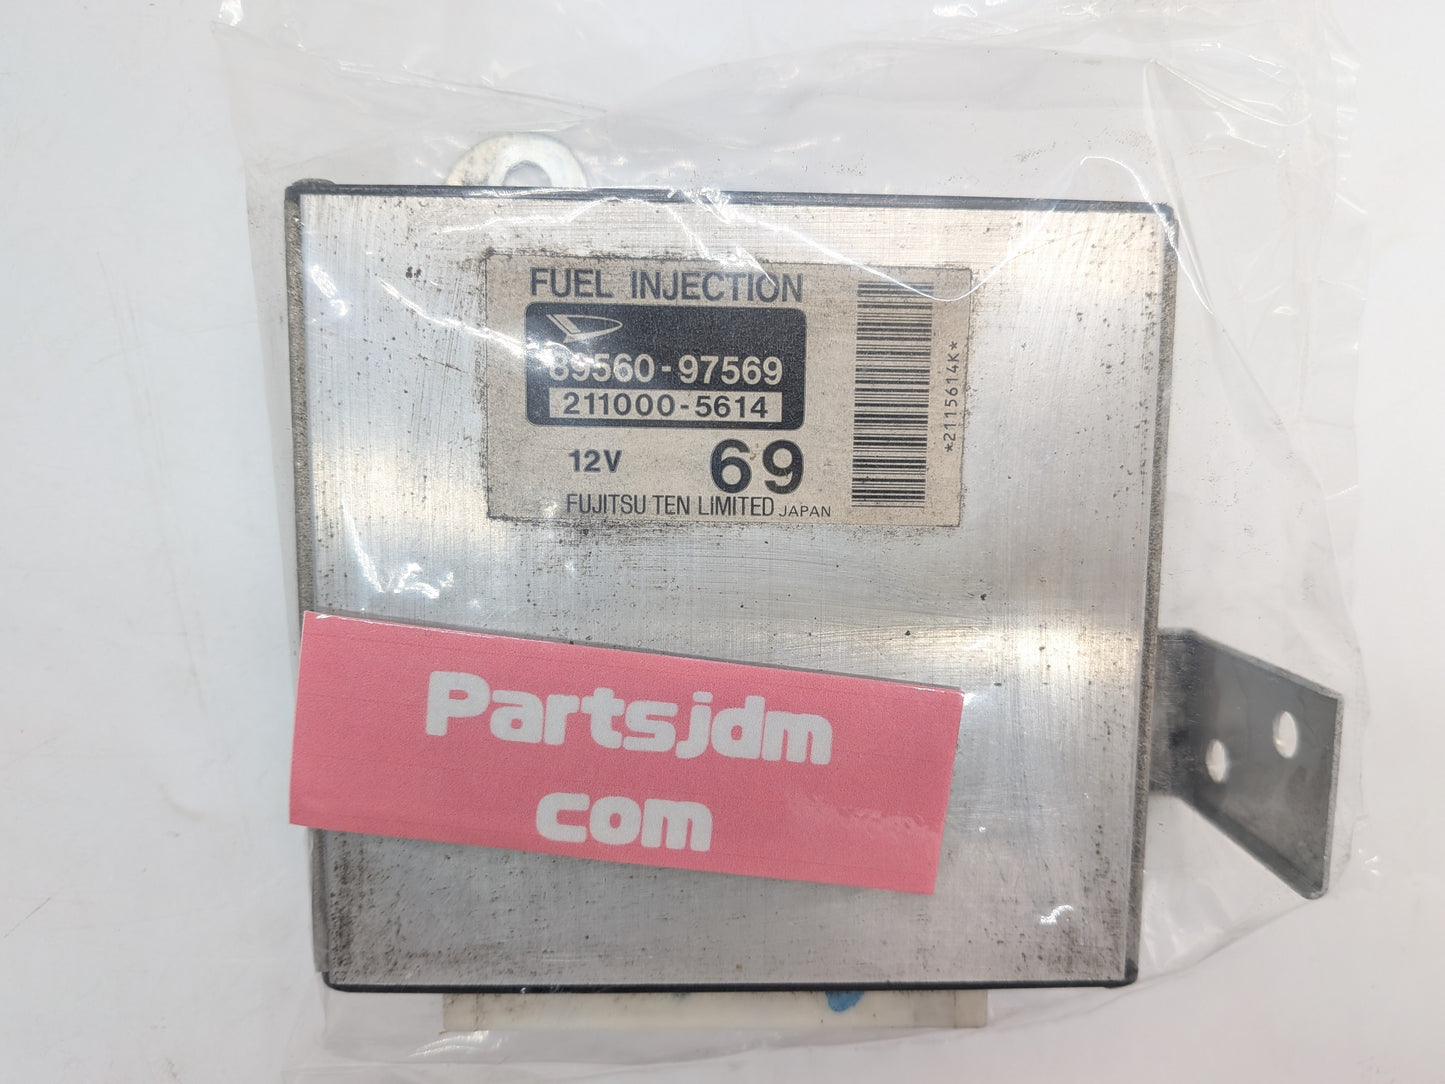 FUEL INJECTION
89560-97569
211000-5614
12V 69
FUJITSU TEN LIMITED JAPAN
*2115614K*
Partsjdm
com